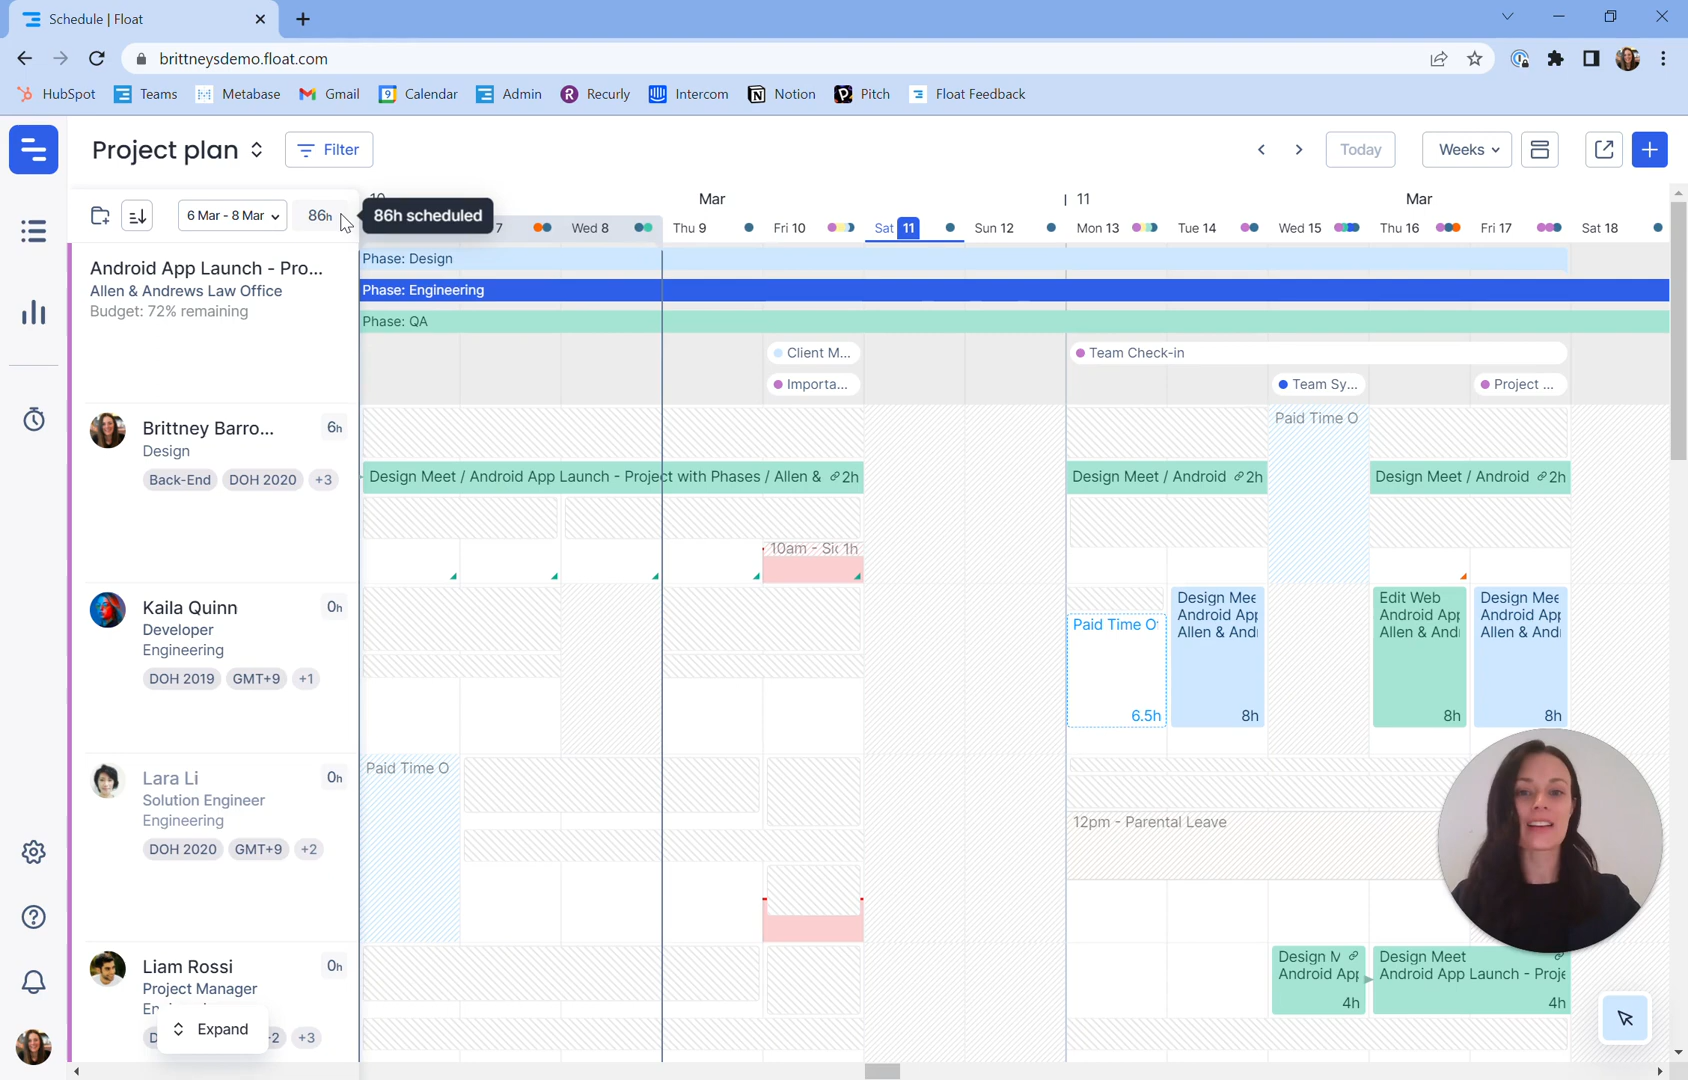 Schedule | Float
brittneysdemo.float.com
HubSpot Teams Metabase Gmail 9 Calendar Admin R Recurly Intercom Notion Pitch Float Feedback
Project plan Filter Today Weeks
Mar 11 Mar
6 Mar - 8 Mar 86h 86h scheduled
7 Wed 8 Thu 9 Fri 10 Sat 11 Sun 12 Mon 13 Tue 14 Wed 15 Thu 16 Fri 17 Sat 18
Android App Launch - Pro...
Allen & Andrews Law Office
Budget: 72% remaining
Phase: Design
Phase: Engineering
Phase: QA
Client M... Team Check-in
Importa... Team Sy... Project ...
Brittney Barro... 6h
Design
Back-End DOH 2020 +3
Paid Time O
Design Meet / Android App Launch - Project with Phases / Allen & 2h
Design Meet / Android 2h
Design Meet / Android 2h
10am - Sic 1h
Kaila Quinn 0h
Developer
Engineering
DOH 2019 GMT+9 +1
Paid Time O
6.5h
Design Mee
Android App
Allen & And
8h
Edit Web
Android App
Allen & And
8h
Design Mee
Android App
Allen & And
8h
Lara Li 0h
Solution Engineer
Engineering
DOH 2020 GMT+9 +2
Paid Time O
12pm - Parental Leave
Liam Rossi 0h
Project Manager
Expand
+3
Design M
Android App
4h
Design Meet
Android App Launch - Proje
4h